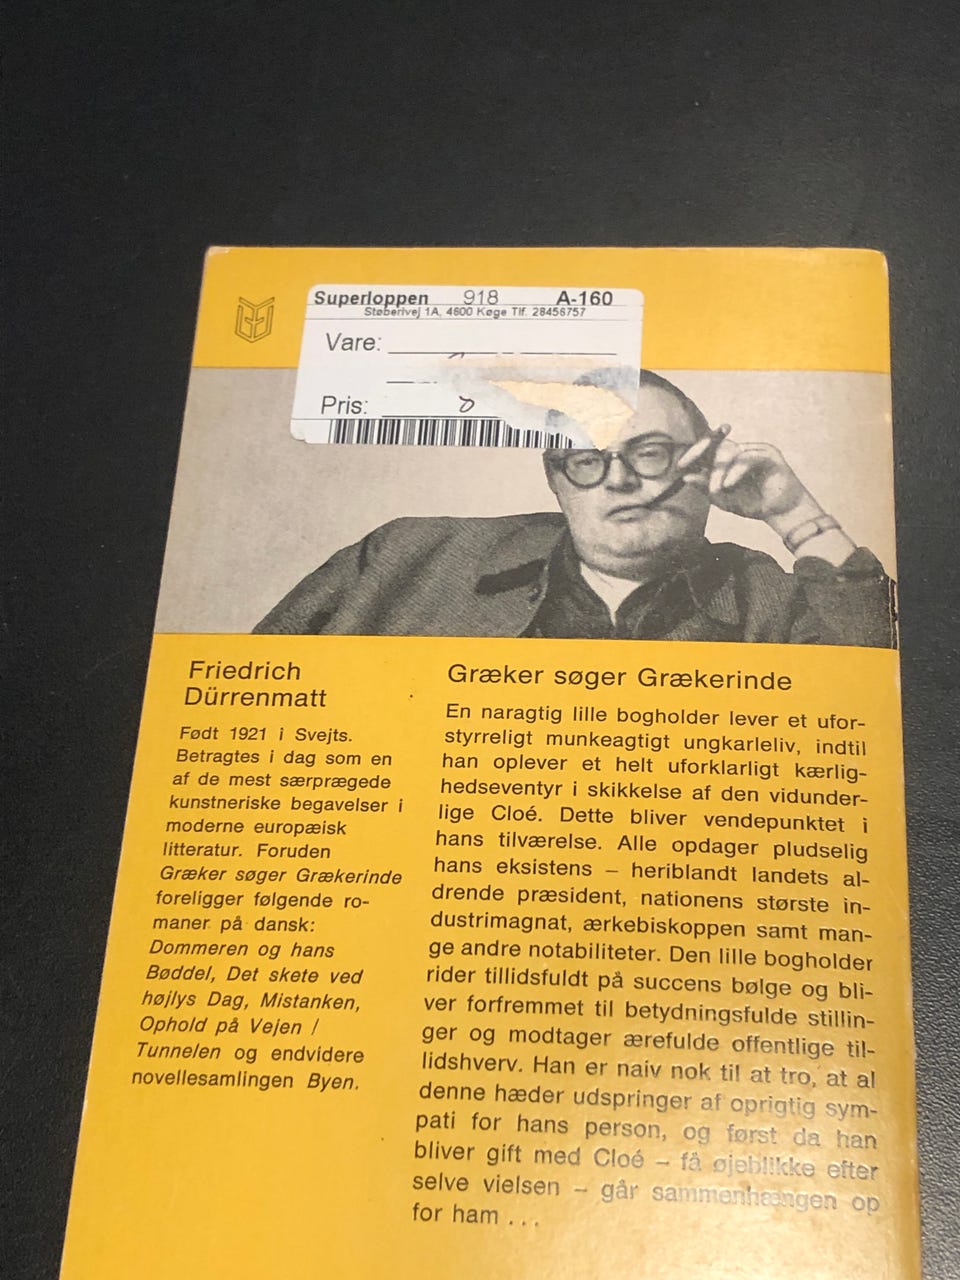 Superloppen 918 A-160
Støberivej 1A, 4600 Køge Tlf. 28456757
Vare:
Pris:
Friedrich
Dürrenmatt
Født 1921 i Svejts.
Betragtes i dag som en
af de mest særprægede
kunstneriske begavelser i
moderne europæisk
litteratur. Foruden
Græker søger Grækerinde
foreligger følgende ro-
maner på dansk:
Dommeren og hans
Bøddel, Det skete ved
højlys Dag, Mistanken,
Ophold på Vejen /
Tunnelen og endvidere
novellesamlingen Byen.
Græker søger Grækerinde
En naragtig lille bogholder lever et ufor-
styrreligt munkeagtigt ungkarleliv, indtil
han oplever et helt uforklarligt kærlig-
hedseventyr i skikkelse af den vidunder-
lige Cloé. Dette bliver vendepunktet i
hans tilværelse. Alle opdager pludselig
hans eksistens – heriblandt landets al-
drende præsident, nationens største in-
dustrimagnat, ærkebiskoppen samt man-
ge andre notabiliteter. Den lille bogholder
rider tillidsfuldt på succens bølge og bli-
ver forfremmet til betydningsfulde stillin-
ger og modtager ærefulde offentlige til-
lidshverv. Han er naiv nok til at tro, at al
denne hæder udspringer af oprigtig sym-
pati for hans person, og først da han
bliver gift med Cloé – få øjeblikke efter
selve vielsen – går sammenhængen op
for ham ...